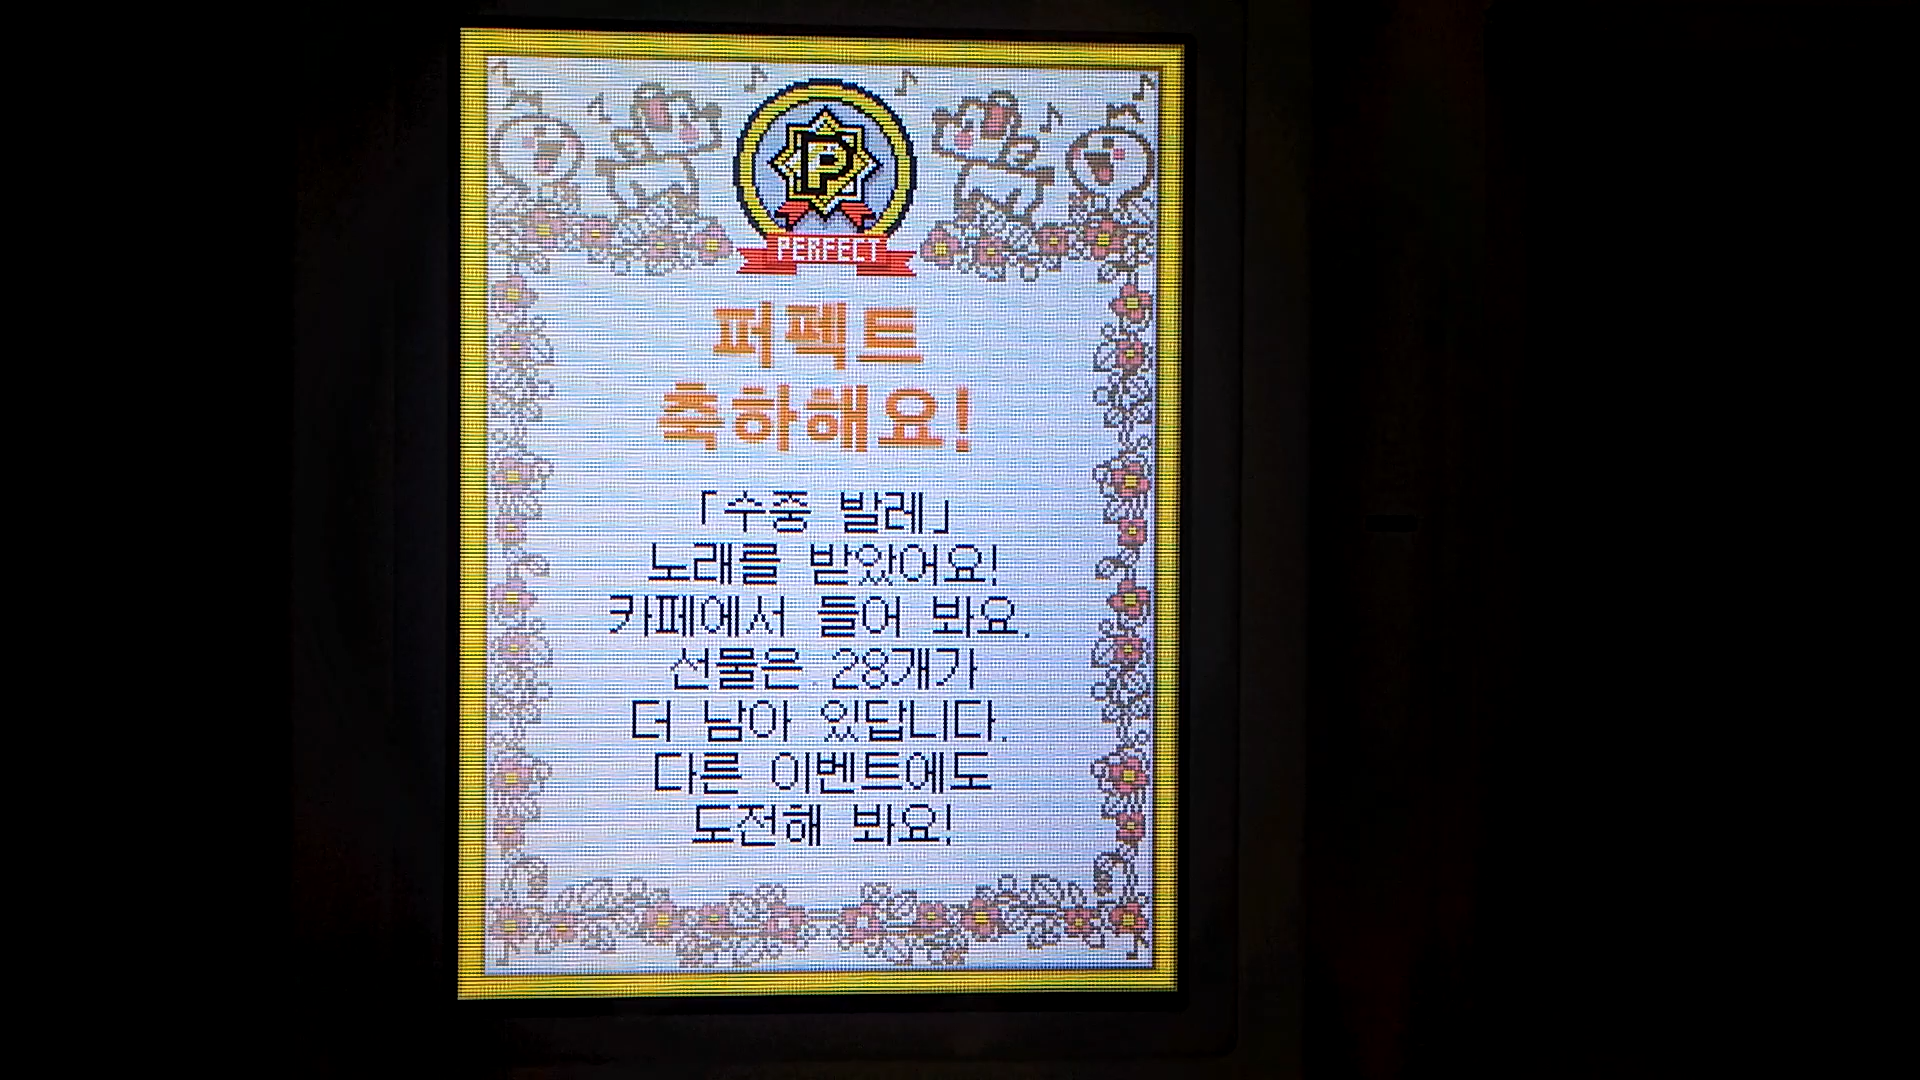 P
PERFECT
퍼펙트
축하해요!
「수중 발레」
노래를 받았어요!
카페에서 들어 봐요.
선물은 28개가
더 남아 있답니다.
다른 이벤트에도
도전해 봐요!